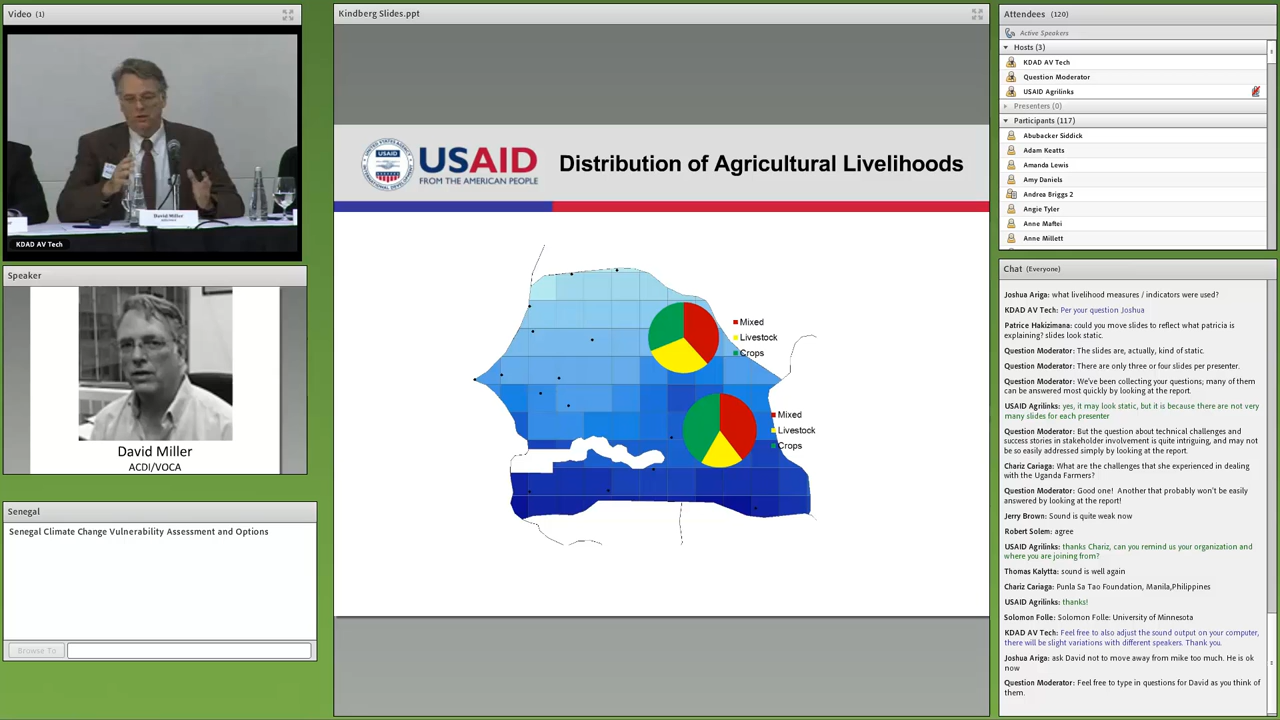 Video (1)
David Miller
KDAD AV Tech
Speaker
David Miller
ACDI/VOCA
Senegal
Senegal Climate Change Vulnerability Assessment and Options
Browse To
Kindberg Slides.ppt
USAID
FROM THE AMERICAN PEOPLE
Distribution of Agricultural Livelihoods
Mixed
Livestock
Crops
Mixed
Livestock
Crops
Attendees (120)
Active Speakers
Hosts (3)
KDAD AV Tech
Question Moderator
USAID Agrilinks
Presenters (0)
Participants (117)
Abubacker Siddick
Adam Keatts
Amanda Lewis
Amy Daniels
Andrea Briggs 2
Angie Tyler
Anne Maftei
Anne Millett
Chat (Everyone)
Joshua Ariga: what livelihood measures / indicators were used?
KDAD AV Tech: Per your question Joshua
Patrice Hakizimana: could you move slides to reflect what patricia is
explaining? slides look static.
Question Moderator: The slides are, actually, kind of static.
Question Moderator: There are only three or four slides per presenter.
Question Moderator: We've been collecting your questions; many of them
can be answered most quickly by looking at the report.
USAID Agrilinks: yes, it may look static, but it is because there are not very
many slides for each presenter
Question Moderator: But the question about technical challenges and
success stories in stakeholder involvement is quite intriguing, and may not
be so easily addressed simply by looking at the report.
Chariz Cariaga: What are the challenges that she experienced in dealing
with the Uganda Farmers?
Question Moderator: Good one! Another that probably won't be easily
answered by looking at the report!
Jerry Brown: Sound is quite weak now
Robert Solem: agree
USAID Agrilinks: thanks Chariz, can you remind us your organization and
where you are joining from?
Thomas Kalytta: sound is well again
Chariz Cariaga: Punla Sa Tao Foundation, Manila,Philippines
USAID Agrilinks: thanks!
Solomon Folle: Solomon Folle: University of Minnesota
KDAD AV Tech: Feel free to also adjust the sound output on your computer,
there will be slight variations with different speakers. Thank you.
Joshua Ariga: ask David not to move away from mike too much. He is ok
now
Question Moderator: Feel free to type in questions for David as you think of
them.